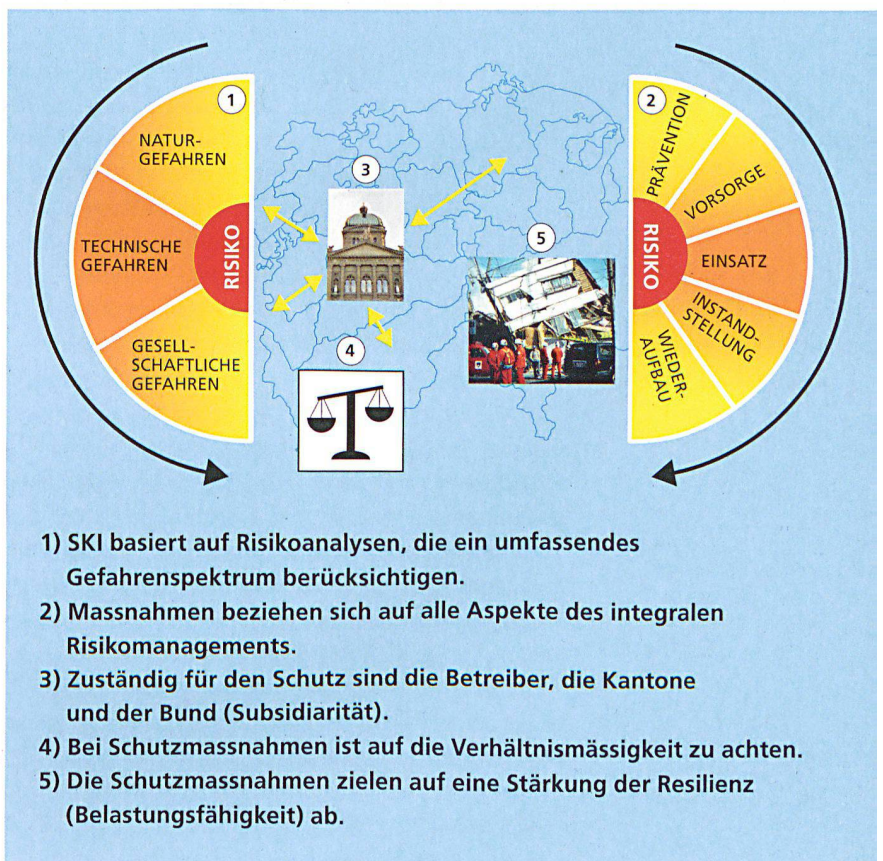 1
NATUR-
GEFAHREN
TECHNISCHE
GEFAHREN
GESELL-
SCHAFTLICHE
GEFAHREN
RISIKO
3
4
5
2
PRÄVENTION
VORSORGE
EINSATZ
INSTAND-
STELLUNG
WIEDER-
AUFBAU
RISIKO
1) SKI basiert auf Risikoanalysen, die ein umfassendes
Gefahrenspektrum berücksichtigen.
2) Massnahmen beziehen sich auf alle Aspekte des integralen
Risikomanagements.
3) Zuständig für den Schutz sind die Betreiber, die Kantone
und der Bund (Subsidiarität).
4) Bei Schutzmassnahmen ist auf die Verhältnismässigkeit zu achten.
5) Die Schutzmassnahmen zielen auf eine Stärkung der Resilienz
(Belastungsfähigkeit) ab.